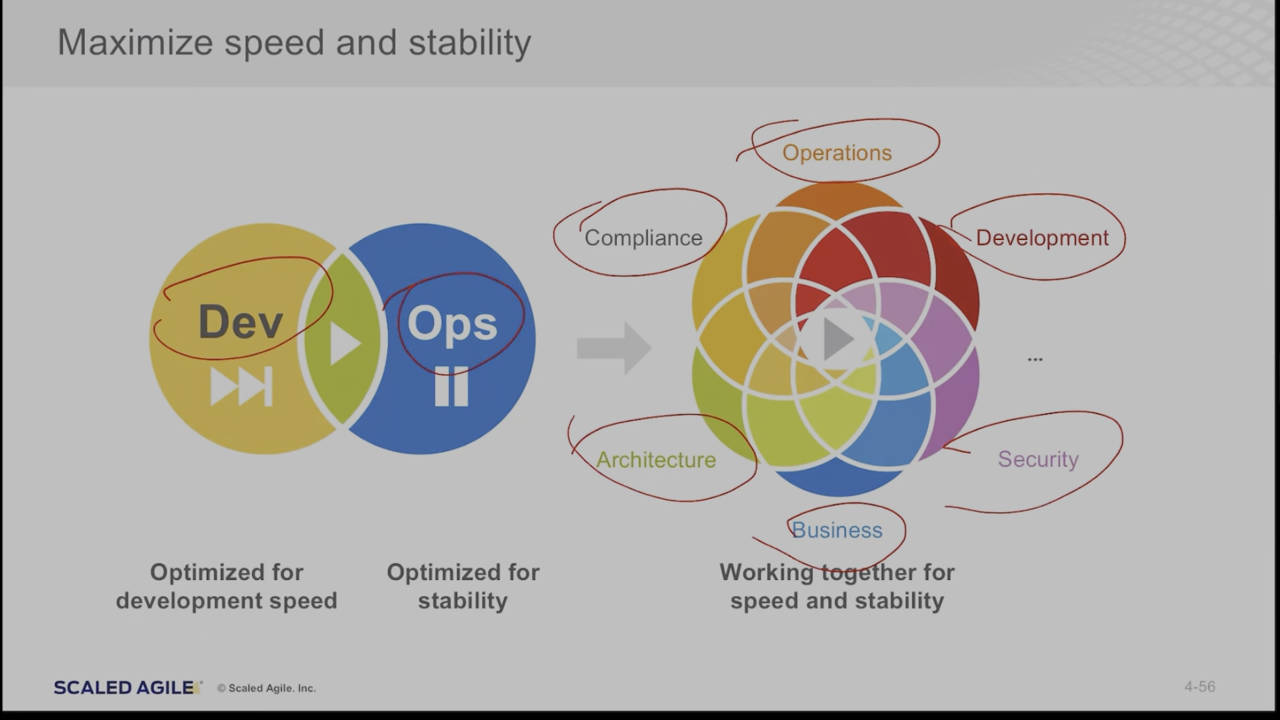 Maximize speed and stability
Operations
Compliance
Development
Dev
Ops
...
Architecture
Security
Business
Optimized for
development speed
Optimized for
stability
Working together for
speed and stability
SCALED AGILE
© Scaled Agile. Inc.
4-56